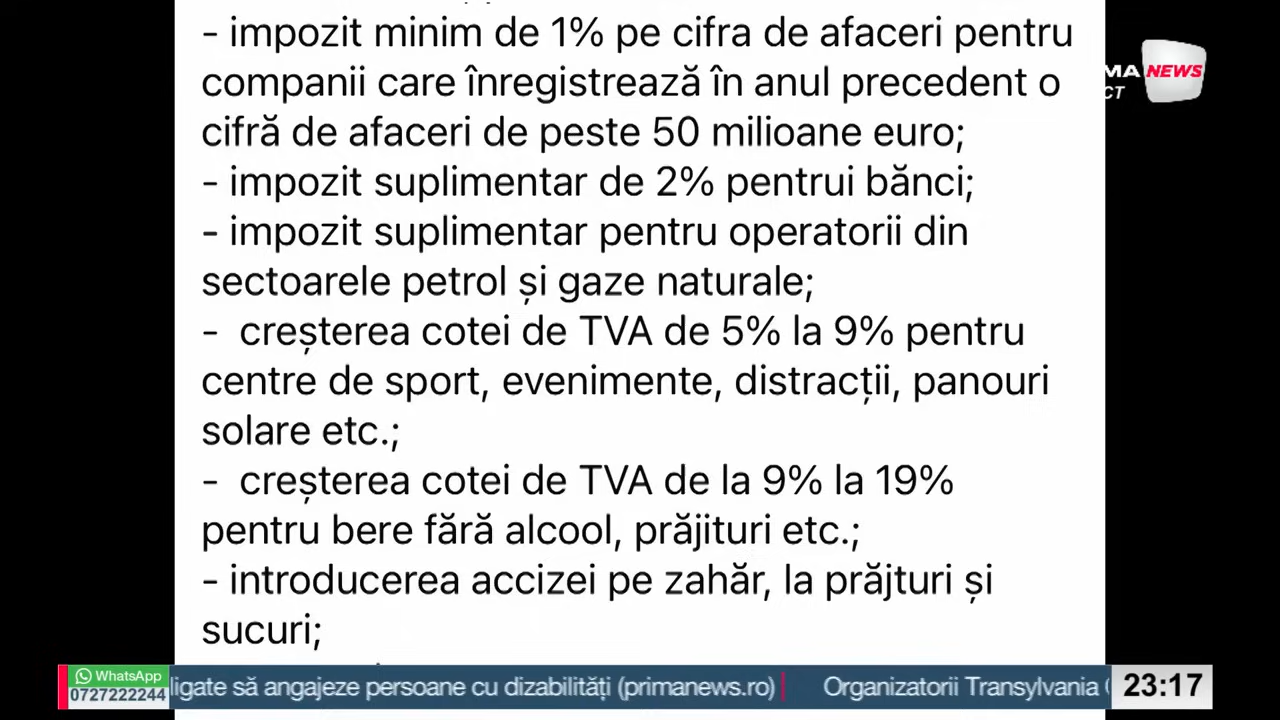 - impozit minim de 1% pe cifra de afaceri pentru
companii care înregistrează în anul precedent o
cifră de afaceri de peste 50 milioane euro;
- impozit suplimentar de 2% pentrui bănci;
- impozit suplimentar pentru operatorii din
sectoarele petrol și gaze naturale;
- creșterea cotei de TVA de 5% la 9% pentru
centre de sport, evenimente, distracții, panouri
solare etc.;
- creșterea cotei de TVA de la 9% la 19%
pentru bere fără alcool, prăjituri etc.;
- introducerea accizei pe zahăr, la prăjturi și
sucuri;
MA NEWS
CT
WhatsApp
0727222244
ligate să angajeze persoane cu dizabilități (primanews.ro)
Organizatorii Transylvania
23:17